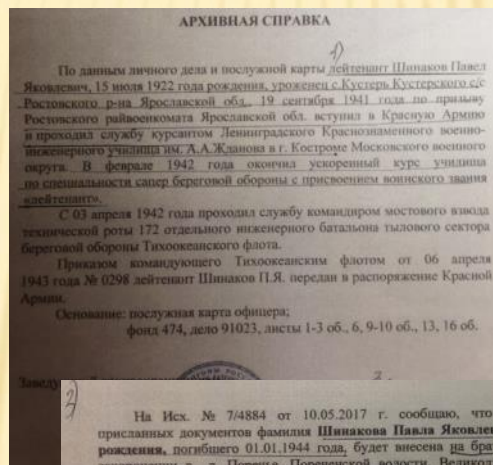 АРХИВНАЯ СПРАВКА
1)
По данным личного дела и послужной карты лейтенант Шинаков Павел
Яковлевич, 15 июля 1922 года рождения, уроженец с.Кустерь Кустерского с/с
Ростовского р-на Ярославской обл., 19 сентября 1941 года по призыву
Ростовского райвоенкомата Ярославской обл. вступил в Красную Армию
и проходил службу курсантом Ленинградского Краснознаменного военно-
инженерного училища им. А.А.Жданова в г. Костроме Московского военного
округа. В феврале 1942 года окончил ускоренный курс училища
по специальности сапер береговой обороны с присвоением воинского звания
«лейтенант».
С 03 апреля 1942 года проходил службу командиром мостового взвода
технической роты 172 отдельного инженерного батальона тылового сектора
береговой обороны Тихоокеанского флота.
Приказом командующего Тихоокеанским флотом от 06 апреля
1943 года № 0298 лейтенант Шинаков П.Я. передан в распоряжение Красной
Армии.
Основание: послужная карта офицера;
фонд 474, дело 91023, листы 1-3 об., 6, 9-10 об., 13, 16 об.
Заведу
2)
На Исх. № 7/4884 от 10.05.2017 г. сообщаю, что
присланных документов фамилия Шинакова Павла Яковлев
рождения, погибшего 01.01.1944 года, будет внесена на бра